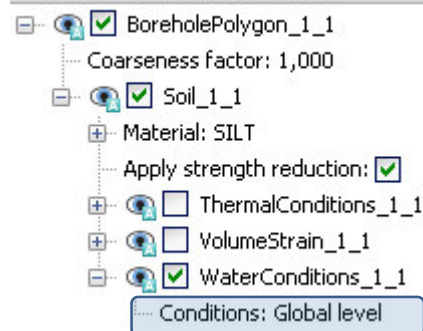 BoreholePolygon_1_1
Coarseness factor: 1,000
Soil_1_1
Material: SILT
Apply strength reduction:
ThermalConditions_1_1
VolumeStrain_1_1
WaterConditions_1_1
Conditions: Global level